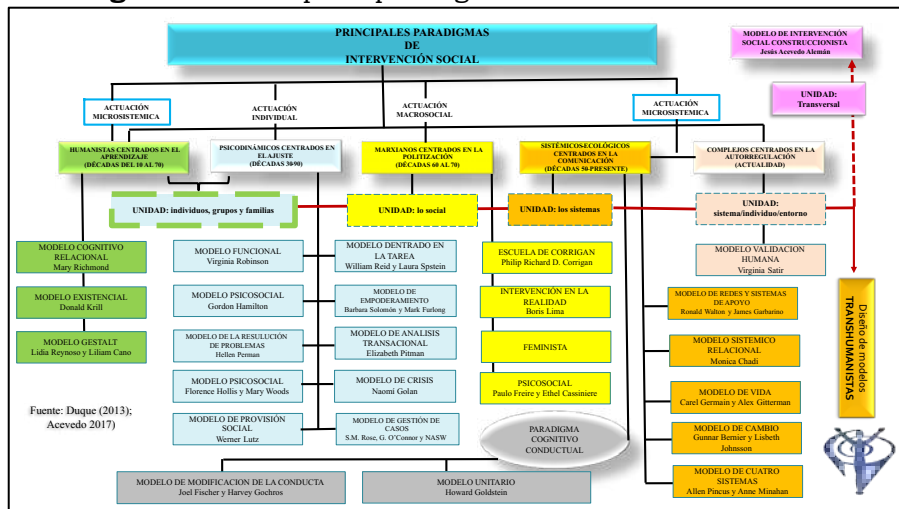 PRINCIPALES PARADIGMAS
DE
INTERVENCIÓN SOCIAL
MODELO DE INTERVENCIÓN
SOCIAL CONSTRUCCIONISTA
Jesús Acevedo Alemán
UNIDAD:
Transversal
ACTUACIÓN
MICROSISTEMICA
ACTUACIÓN
INDIVIDUAL
ACTUACIÓN
MACROSOCIAL
ACTUACIÓN
MICROSISTEMICA
HUMANISTAS CENTRADOS EN EL
APRENDIZAJE
(DÉCADAS DEL 10 AL 70)
PSICODINÁMICOS CENTRADOS EN
EL AJUSTE
(DÉCADAS 30-90)
MARXIANOS CENTRADOS EN LA
POLITIZACIÓN
(DÉCADAS 60 AL 70)
SISTÉMICO-ECOLÓGICOS
CENTRADOS EN LA
COMUNICACIÓN
(DÉCADAS 50-PRESENTE)
COMPLEJOS CENTRADOS EN LA
AUTORREGULACIÓN
(ACTUALIDAD)
UNIDAD: individuos, grupos y familias
UNIDAD: lo social
UNIDAD: los sistemas
UNIDAD:
sistema/individuo/entorno
MODELO COGNITIVO
RELACIONAL
Mary Richmond
MODELO EXISTENCIAL
Donald Krill
MODELO GESTALT
Lidia Reynoso y Liliam Cano
MODELO FUNCIONAL
Virginia Robinson
MODELO PSICOSOCIAL
Gordon Hamilton
MODELO DE LA RESULUCIÓN
DE PROBLEMAS
Hellen Perman
MODELO PSICOSOCIAL
Florence Hollis y Mary Woods
MODELO DE PROVISIÓN
SOCIAL
Werner Lutz
MODELO DENTRADO EN
LA TAREA
William Reid y Laura Spstein
MODELO DE
EMPODERAMIENTO
Barbara Solomón y Mark Furlong
MODELO DE ANALISIS
TRANSACIONAL
Elizabeth Pitman
MODELO DE CRISIS
Naomi Golan
MODELO DE GESTIÓN DE
CASOS
S.M. Rose, G. O'Connor y NASW
ESCUELA DE CORRIGAN
Philip Richard D. Corrigan
INTERVENCIÓN EN LA
REALIDAD
Boris Lima
FEMINISTA
PSICOSOCIAL
Paulo Freire y Ethel Cassiniere
MODELO VALIDACION
HUMANA
Virginia Satir
MODELO DE REDES Y SISTEMAS
DE APOYO
Ronald Walton y James Garbarino
MODELO SISTEMICO
RELACIONAL
Monica Chadi
MODELO DE VIDA
Carel Germain y Alex Gitterman
MODELO DE CAMBIO
Gunnar Bernier y Lisbeth
Johnsson
MODELO DE CUATRO
SISTEMAS
Allen Pincus y Anne Minahan
Diseño de modelos
TRANSHUMANISTAS
Fuente: Duque (2013);
Acevedo 2017)
PARADIGMA
COGNITIVO
CONDUCTUAL
MODELO DE MODIFICACION DE LA CONDUCTA
Joel Fischer y Harvey Gochros
MODELO UNITARIO
Howard Goldstein